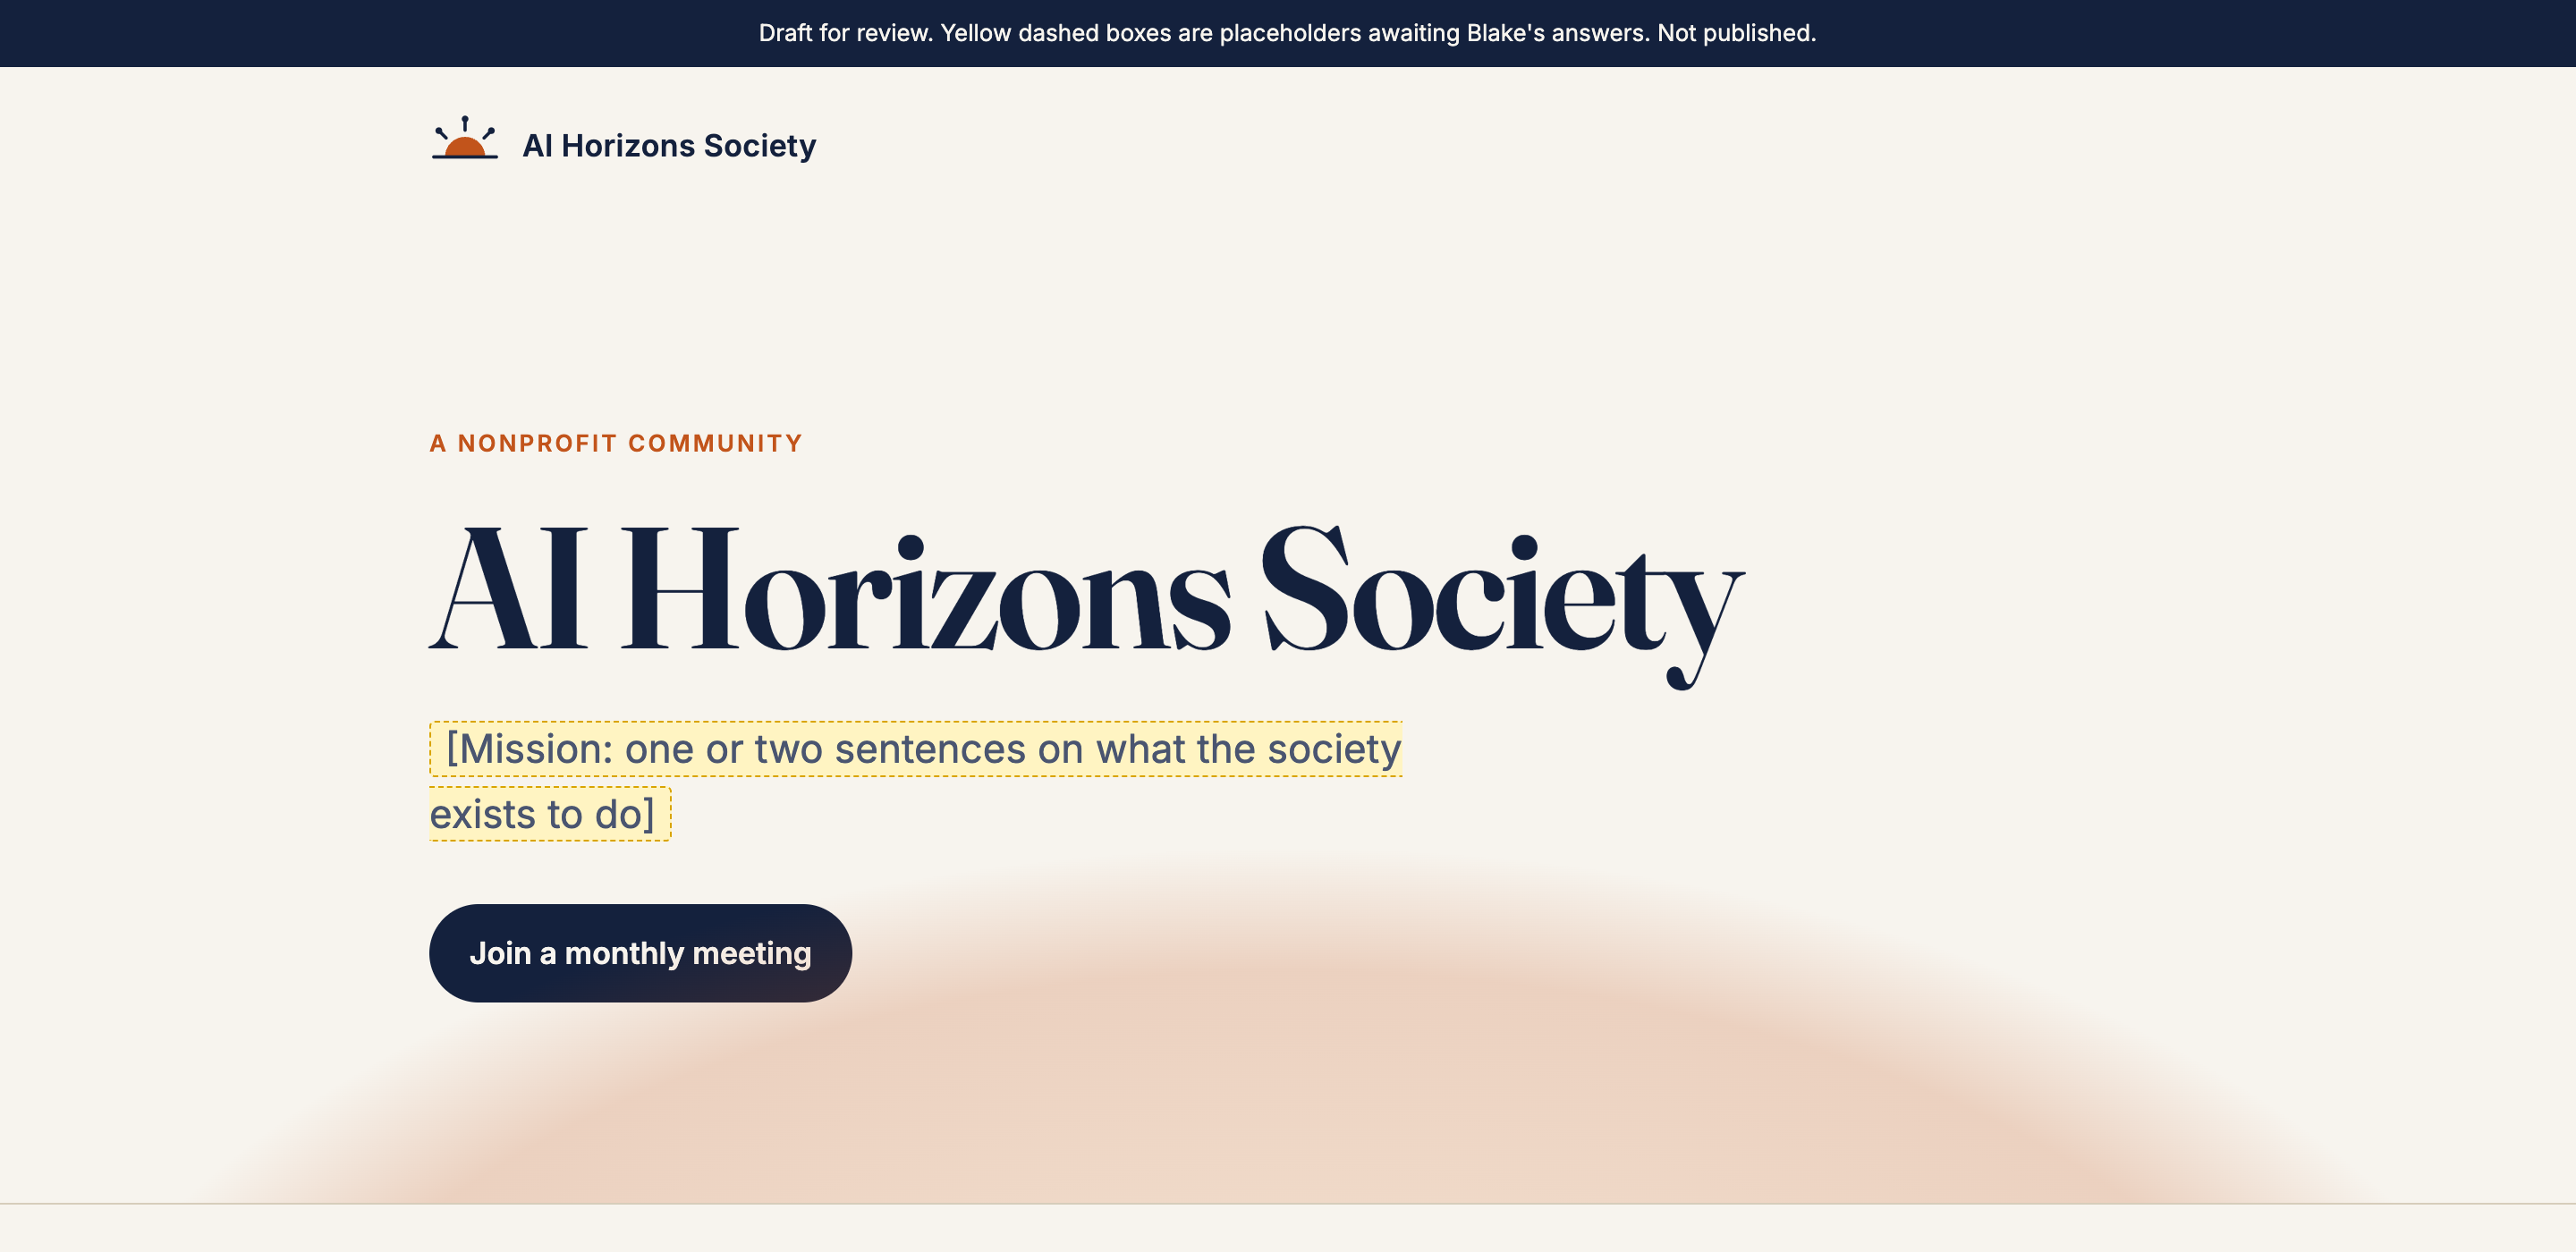 Draft for review. Yellow dashed boxes are placeholders awaiting Blake's answers. Not published.
AI Horizons Society
A NONPROFIT COMMUNITY
AI Horizons Society
[Mission: one or two sentences on what the society
exists to do]
Join a monthly meeting